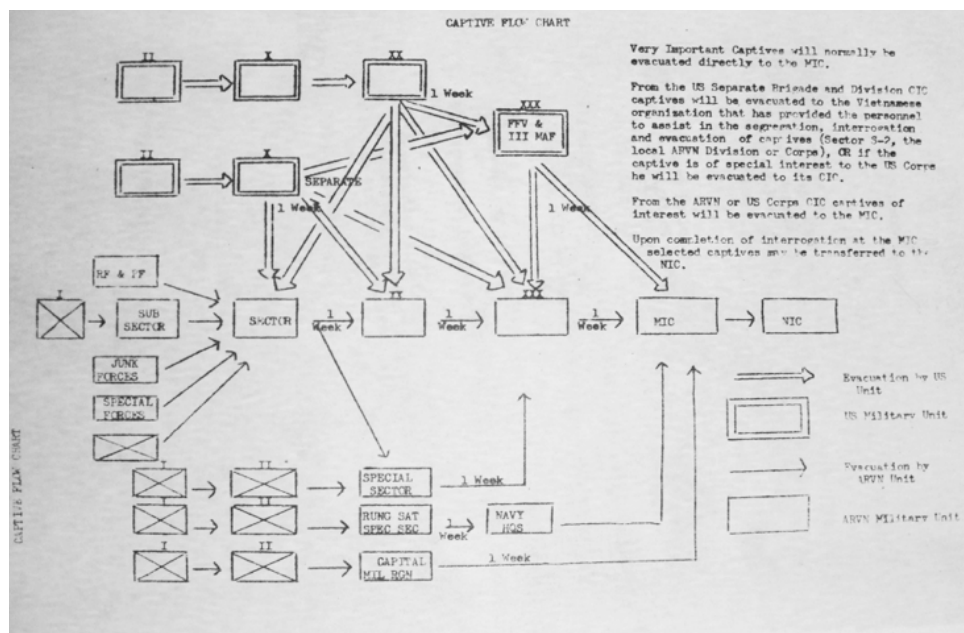 CAPTIVE FLOW CHART
II
X
XX
1 Week
XXX
FFV &
III MAF
II
X
SEPARATE
1 Week
1 Week
Very Important Captives will normally be
evacuated directly to the MIC.
From the US Separate Brigade and Division CIC
captives will be evacuated to the Vietnamese
organization that has provided the personnel
to assist in the segregation, interrogation
and evacuation of captives (Sector S-2, the
local ARVN Division or Corps), OR if the
captive is of special interest to the US Corps
he will be evacuated to its CIC.
From the ARVN or US Corps CIC captives of
interest will be evacuated to the MIC.
Upon completion of interrogation at the MIC
selected captives may be transferred to the
NIC.
RF & PF
I
SUB
SECTOR
SECTOR
1
Week
II
1
Week
III
1
Week
MIC
NIC
JUNK
FORCES
SPECIAL
FORCES
Evacuation by US
Unit
US Military Unit
Evacuation by
ARVN Unit
ARVN Military Unit
I
II
SPECIAL
SECTOR
1 Week
I
II
RUNG SAT
SPEC SEC
1
Week
NAVY
HQS
I
II
CAPITAL
MIL RGN
1 Week
CAPTIVE FLOW CHART